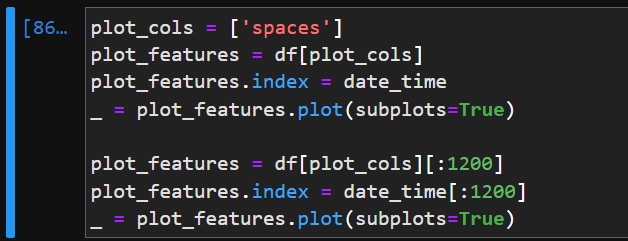 [86… plot_cols = ['spaces']
plot_features = df[plot_cols]
plot_features.index = date_time
_ = plot_features.plot(subplots=True)

plot_features = df[plot_cols][:1200]
plot_features.index = date_time[:1200]
_ = plot_features.plot(subplots=True)